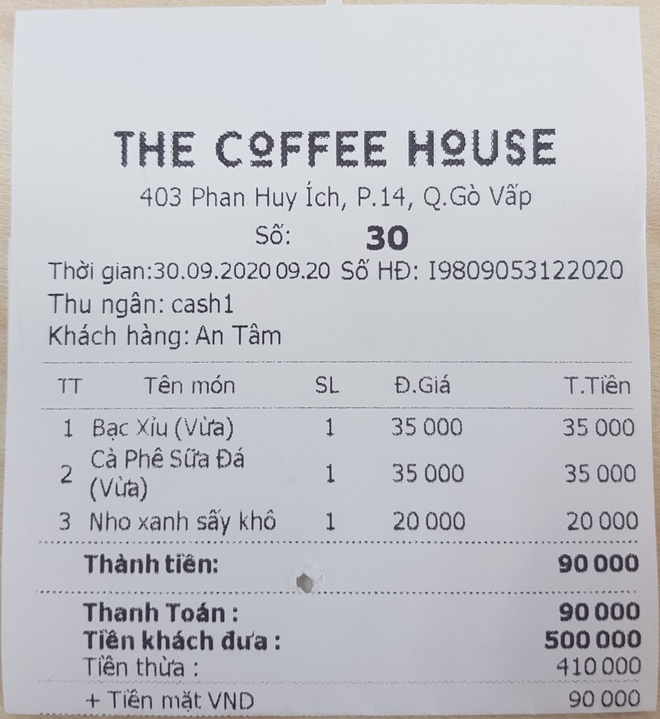 THE COFFEE HOUSE
403 Phan Huy Ích, P.14, Q.Gò Vấp
Số: 30
Thời gian:30.09.2020 09.20 Số HĐ: I9809053122020
Thu ngân: cash1
Khách hàng: An Tâm
TT Tên món SL Đ.Giá T.Tiền
1 Bạc Xíu (Vừa) 1 35 000 35 000
2 Cà Phê Sữa Đá (Vừa) 1 35 000 35 000
3 Nho xanh sấy khô 1 20 000 20 000
Thành tiền: 90 000
Thanh Toán : 90 000
Tiền khách đưa : 500 000
Tiền thừa : 410 000
+ Tiền mặt VND 90 000